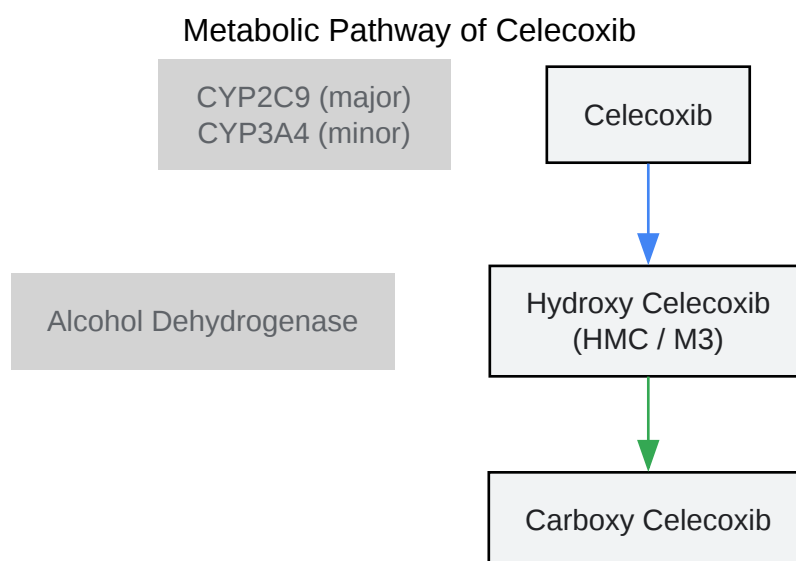 Metabolic Pathway of Celecoxib
CYP2C9 (major)
CYP3A4 (minor)
Celecoxib
Alcohol Dehydrogenase
Hydroxy Celecoxib
(HMC / M3)
Carboxy Celecoxib